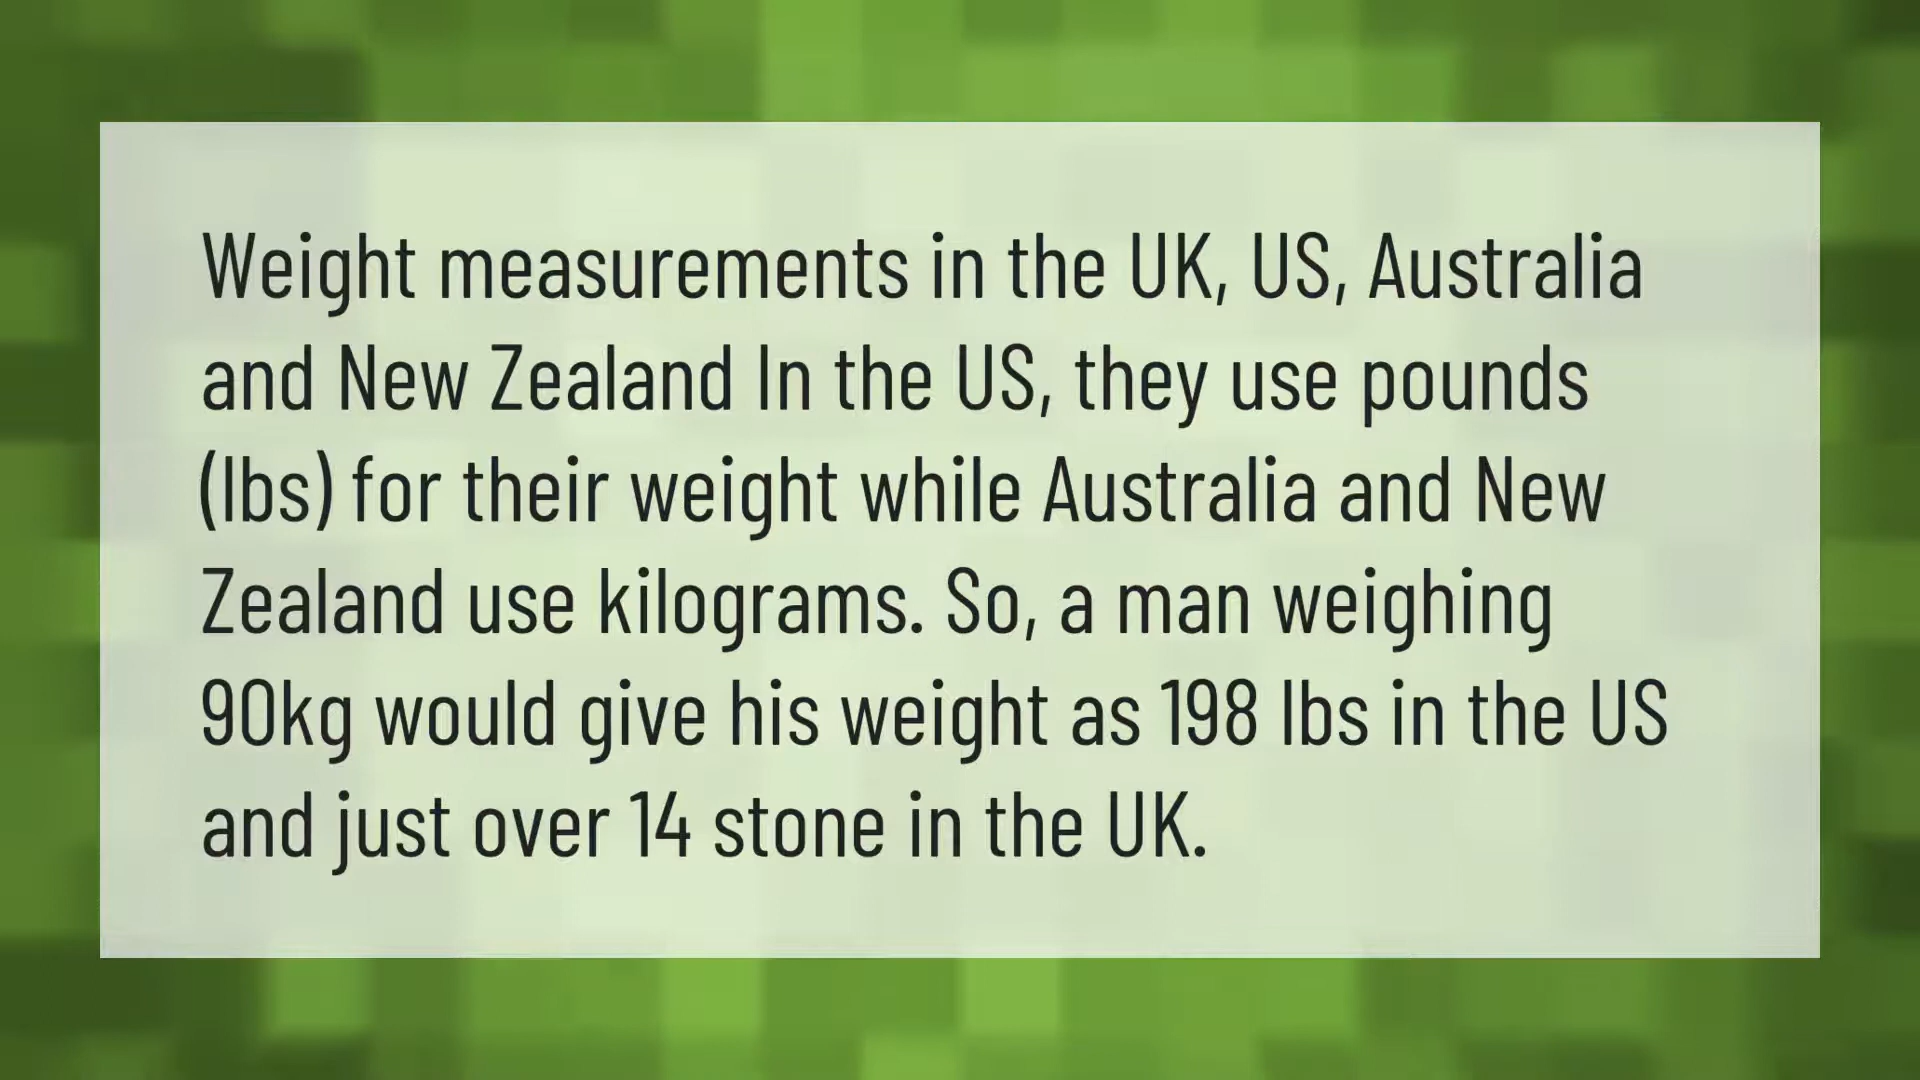 Weight measurements in the UK, US, Australia
and New Zealand In the US, they use pounds
(lbs) for their weight while Australia and New
Zealand use kilograms. So, a man weighing
90kg would give his weight as 198 lbs in the US
and just over 14 stone in the UK.